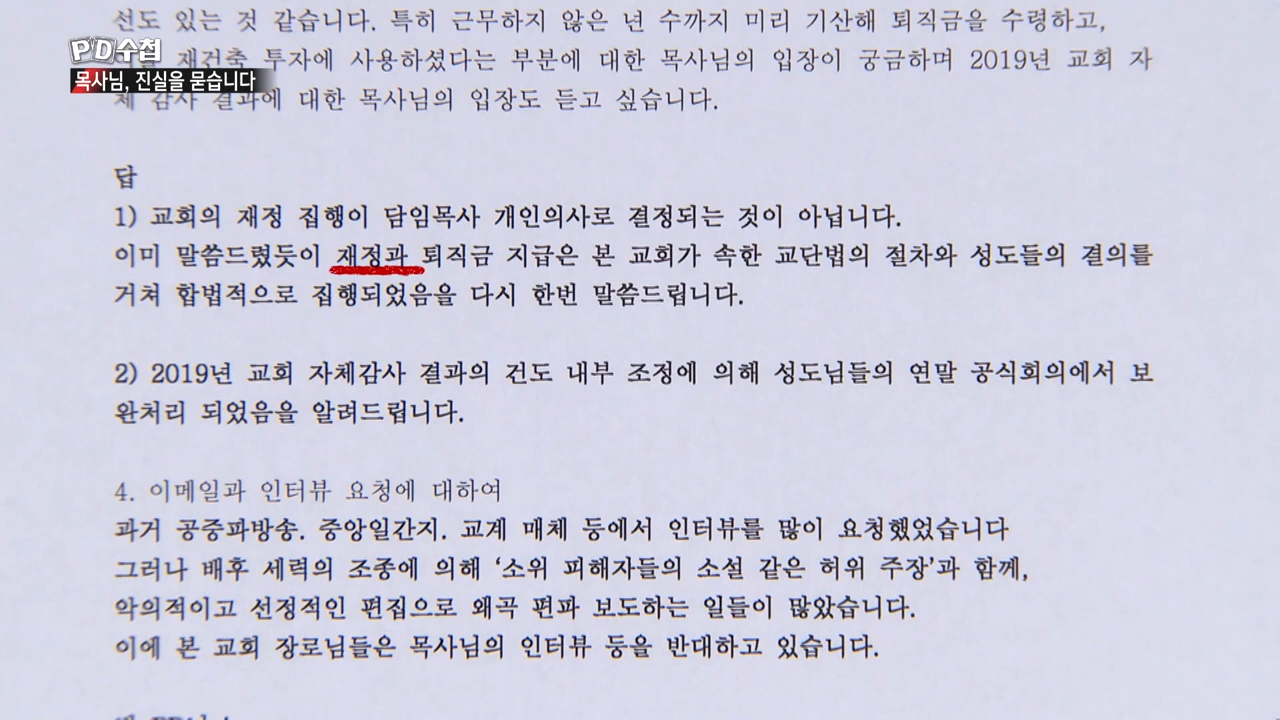 선도 있는 것 같습니다. 특히 근무하지 않은 년 수까지 미리 기산해 퇴직금을 수령하고,
PD수첩
재건축 투자에 사용하셨다는 부분에 대한 목사님의 입장이 궁금하며 2019년 교회 자
목사님, 진실을 묻습니다
체 감사 결과에 대한 목사님의 입장도 듣고 싶습니다.
답
1) 교회의 재정 집행이 담임목사 개인의사로 결정되는 것이 아닙니다.
이미 말씀드렸듯이 재정과 퇴직금 지급은 본 교회가 속한 교단법의 절차와 성도들의 결의를
거쳐 합법적으로 집행되었음을 다시 한번 말씀드립니다.
2) 2019년 교회 자체감사 결과의 건도 내부 조정에 의해 성도님들의 연말 공식회의에서 보
완처리 되었음을 알려드립니다.
4. 이메일과 인터뷰 요청에 대하여
과거 공중파방송. 중앙일간지. 교계 매체 등에서 인터뷰를 많이 요청했었습니다
그러나 배후 세력의 조종에 의해 ‘소위 피해자들의 소설 같은 허위 주장’과 함께,
악의적이고 선정적인 편집으로 왜곡 편파 보도하는 일들이 많았습니다.
이에 본 교회 장로님들은 목사님의 인터뷰 등을 반대하고 있습니다.